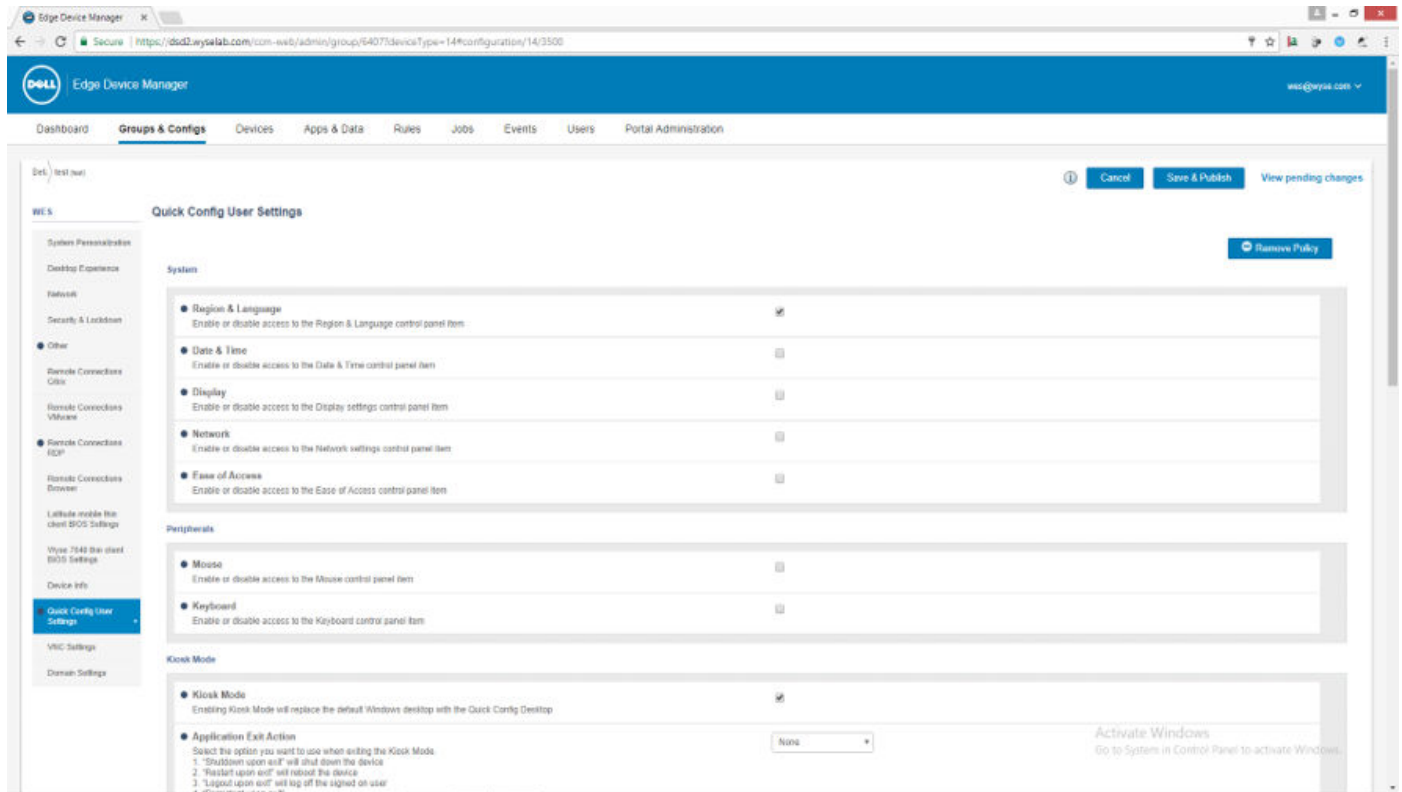 Edge Device Manager
Secure https://dsd2.wyselab.com/ccm-web/admin/group/6407?deviceType=14#configuration/14/3500
DELL Edge Device Manager
wes@wyse.com
Dashboard Groups & Configs Devices Apps & Data Rules Jobs Events Users Portal Administration
test
Cancel Save & Publish View pending changes
WES
Quick Config User Settings
Remove Policy
System Personalization
Desktop Experience
Network
Security & Lockdown
Other
Remote Connections Citrix
Remote Connections VMware
Remote Connections RDP
Remote Connections Browser
Latitude mobile thin client BIOS Settings
Wyse 7040 thin client BIOS Settings
Device Info
Quick Config User Settings
VNC Settings
Domain Settings
System
Region & Language
Enable or disable access to the Region & Language control panel item
Date & Time
Enable or disable access to the Date & Time control panel item
Display
Enable or disable access to the Display settings control panel item
Network
Enable or disable access to the Network settings control panel item
Ease of Access
Enable or disable access to the Ease of Access control panel item
Peripherals
Mouse
Enable or disable access to the Mouse control panel item
Keyboard
Enable or disable access to the Keyboard control panel item
Kiosk Mode
Kiosk Mode
Enabling Kiosk Mode will replace the default Windows desktop with the Quick Config Desktop
Application Exit Action
None
Select the option you want to use when exiting the Kiosk Mode.
1. "Shutdown upon exit" will shut down the device
2. "Restart upon exit" will reboot the device
3. "Logout upon exit" will log off the signed on user
Activate Windows
Go to System in Control Panel to activate Windows.